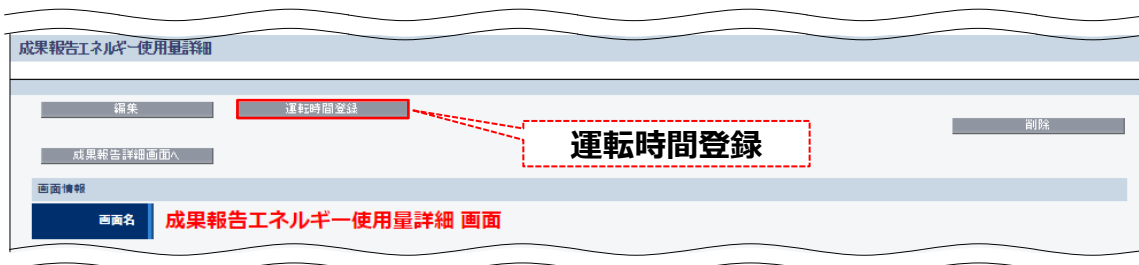 成果報告エネルギー使用量詳細
編集
運転時間登録
運転時間登録
削除
成果報告詳細画面へ
画面情報
画面名
成果報告エネルギー使用量詳細 画面